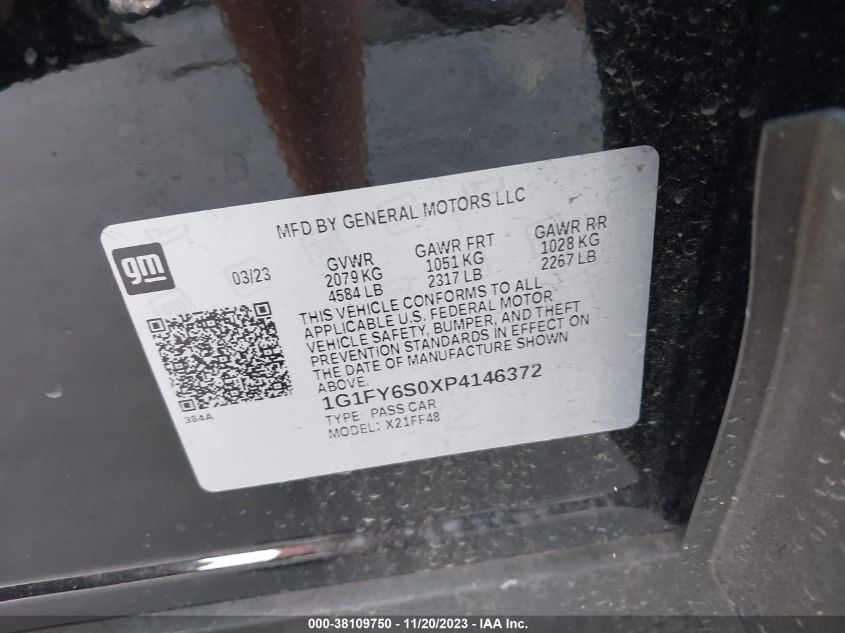 MFD BY GENERAL MOTORS LLC
gm
03/23
GVWR
2079 KG
4584 LB
GAWR FRT
1051 KG
2317 LB
GAWR RR
1028 KG
2267 LB
THIS VEHICLE CONFORMS TO ALL
APPLICABLE U.S. FEDERAL MOTOR
VEHICLE SAFETY, BUMPER, AND THEFT
PREVENTION STANDARDS IN EFFECT ON
THE DATE OF MANUFACTURE SHOWN
ABOVE.
384A
1G1FY6S0XP4146372
TYPE: PASS CAR
MODEL: X21FF48
000-38109750 - 11/20/2023 - IAA Inc.